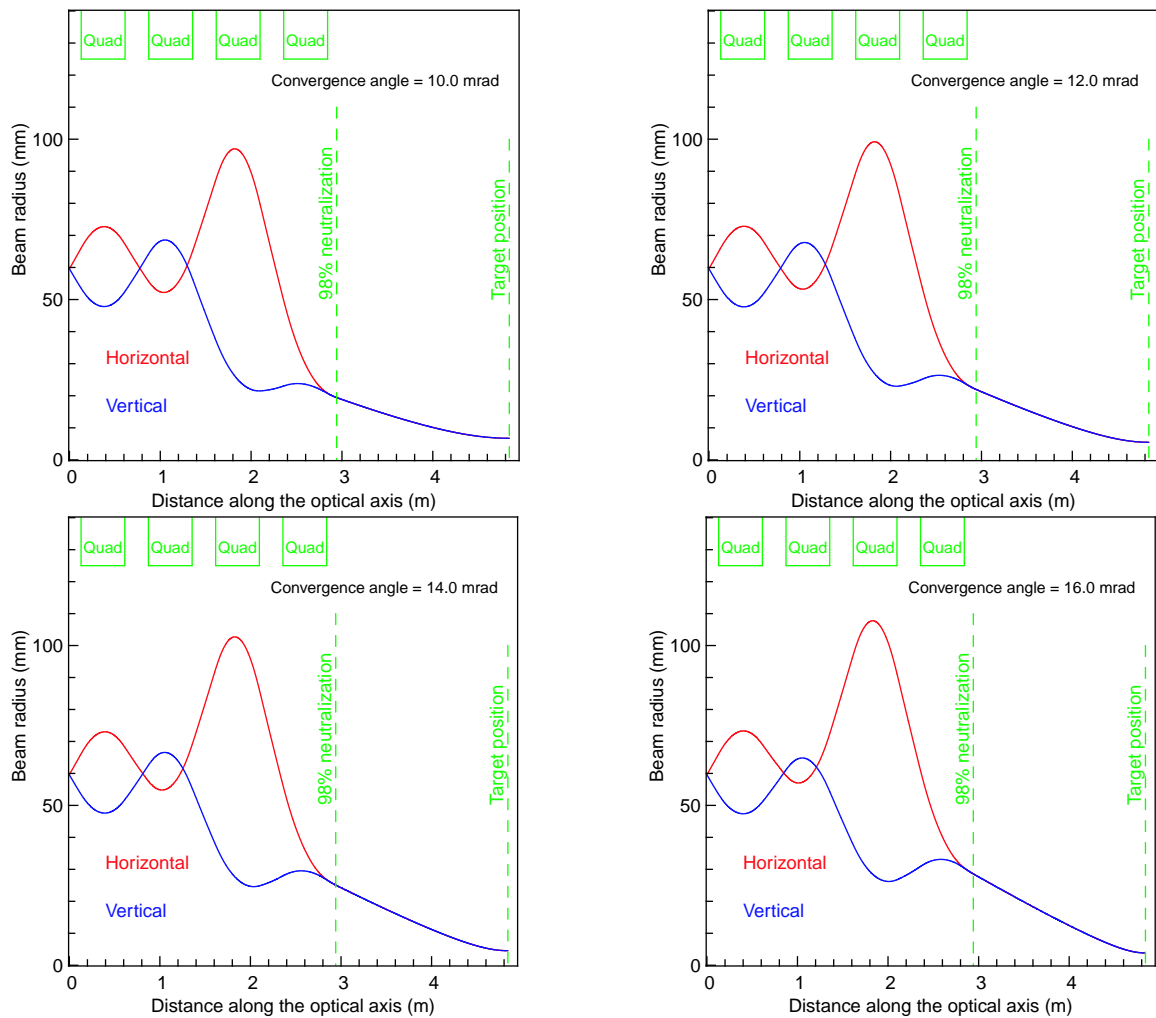 Quad Quad Quad Quad
Convergence angle = 10.0 mrad
100
50
0
Beam radius (mm)
98% neutralization
Target position
Horizontal
Vertical
0 1 2 3 4
Distance along the optical axis (m)
Quad Quad Quad Quad
Convergence angle = 12.0 mrad
100
50
0
Beam radius (mm)
98% neutralization
Target position
Horizontal
Vertical
0 1 2 3 4
Distance along the optical axis (m)
Quad Quad Quad Quad
Convergence angle = 14.0 mrad
100
50
0
Beam radius (mm)
98% neutralization
Target position
Horizontal
Vertical
0 1 2 3 4
Distance along the optical axis (m)
Quad Quad Quad Quad
Convergence angle = 16.0 mrad
100
50
0
Beam radius (mm)
98% neutralization
Target position
Horizontal
Vertical
0 1 2 3 4
Distance along the optical axis (m)